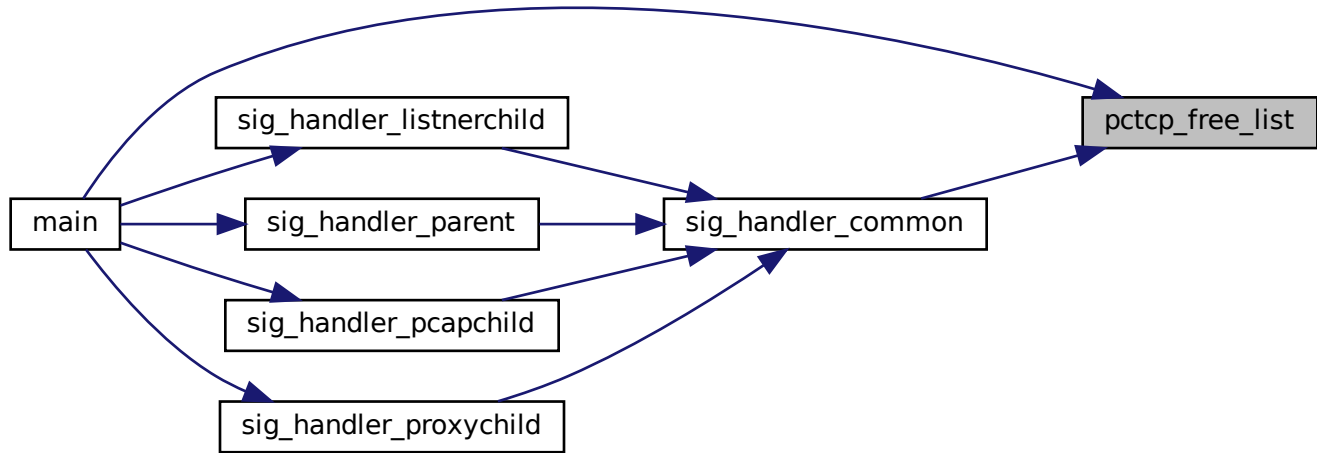 main
sig_handler_listnerchild
sig_handler_parent
sig_handler_pcapchild
sig_handler_proxychild
sig_handler_common
pctcp_free_list